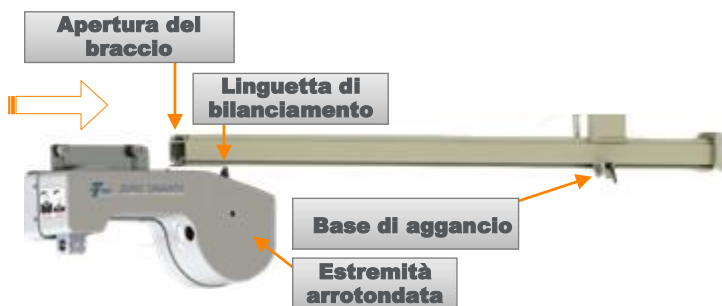 Apertura del
braccio
Linguetta di
bilanciamento
Base di aggancio
Estremità
arrotondata